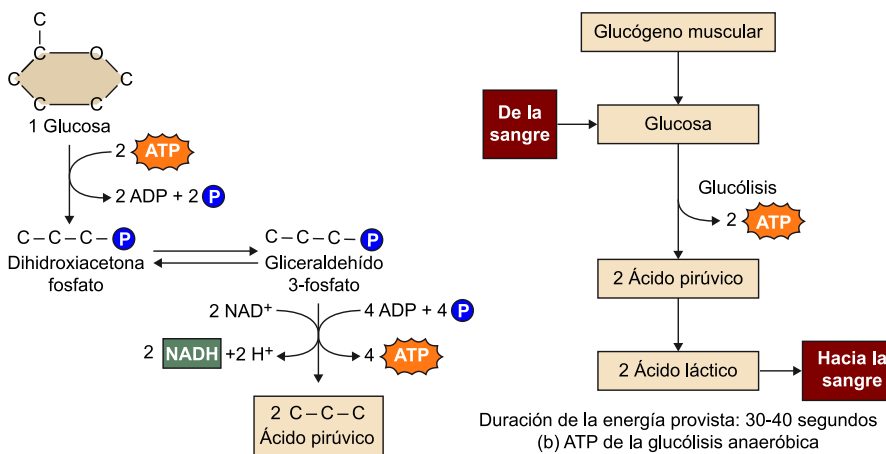 C
C
O
C
C
C
C
1 Glucosa
2 ATP
2 ADP + 2 P
C – C – C – P
Dihidroxiacetona
fosfato
C – C – C – P
Gliceraldehído
3-fosfato
2 NAD⁺
4 ADP + 4 P
2 NADH +2 H⁺
4 ATP
2 C – C – C
Ácido pirúvico
Glucógeno muscular
De la
sangre
Glucosa
Glucólisis
2 ATP
2 Ácido pirúvico
2 Ácido láctico
Hacia la
sangre
Duración de la energía provista: 30-40 segundos
(b) ATP de la glucólisis anaeróbica